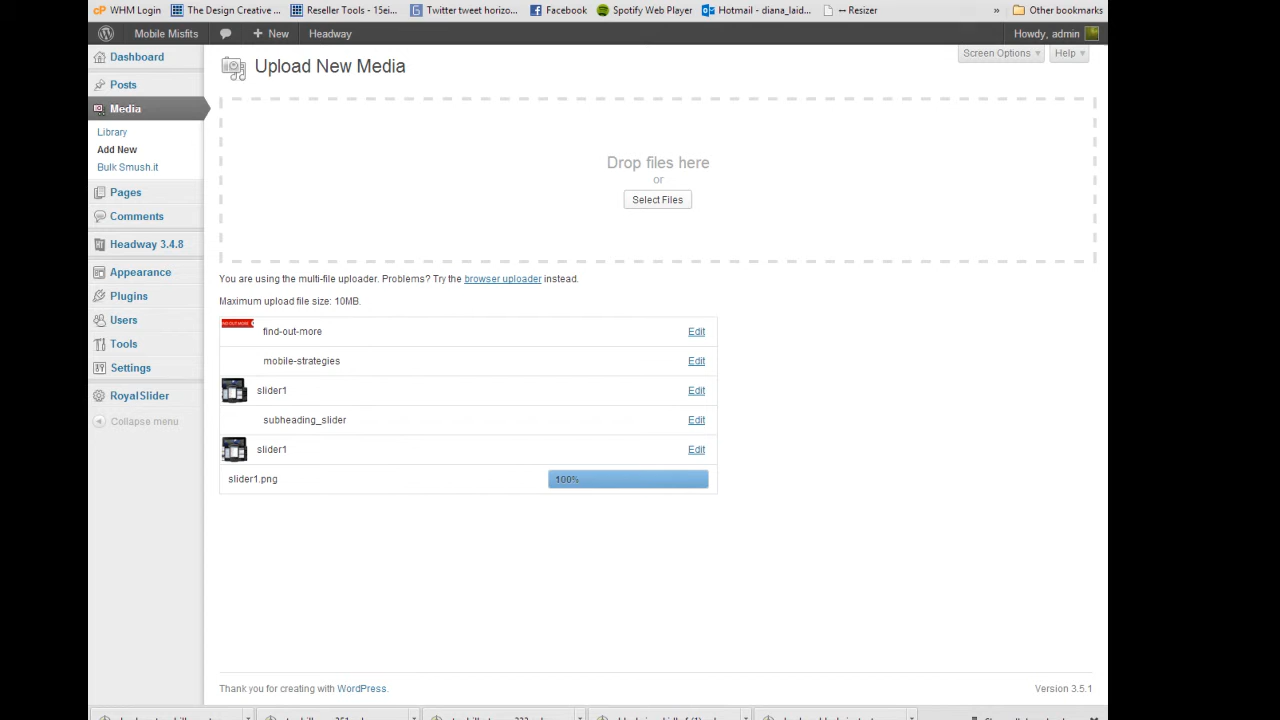 WHM Login The Design Creative ... Reseller Tools - 15ei... Twitter tweet horizo... Facebook Spotify Web Player Hotmail - diana_laid... -- Resizer » Other bookmarks
Mobile Misfits + New Headway Howdy, admin
Dashboard
Posts
Media
Library
Add New
Bulk Smush.it
Pages
Comments
Headway 3.4.8
Appearance
Plugins
Users
Tools
Settings
RoyalSlider
Collapse menu
Screen Options Help
Upload New Media
Drop files here
or
Select Files
You are using the multi-file uploader. Problems? Try the browser uploader instead.
Maximum upload file size: 10MB.
FIND OUT MORE find-out-more Edit
mobile-strategies Edit
slider1 Edit
subheading_slider Edit
slider1 Edit
slider1.png 100%
Thank you for creating with WordPress. Version 3.5.1